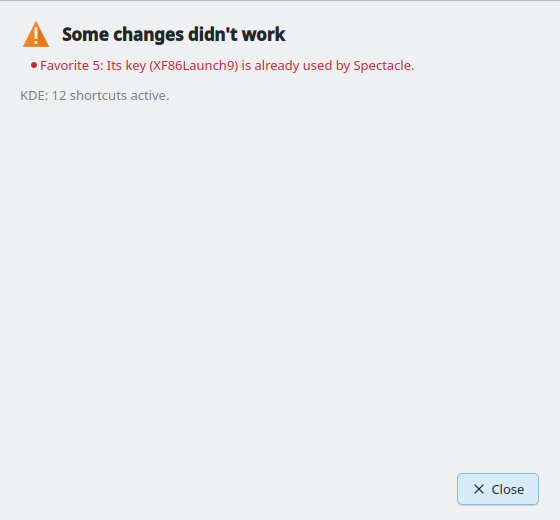 Some changes didn't work
• Favorite 5: Its key (XF86Launch9) is already used by Spectacle.
KDE: 12 shortcuts active.
Close